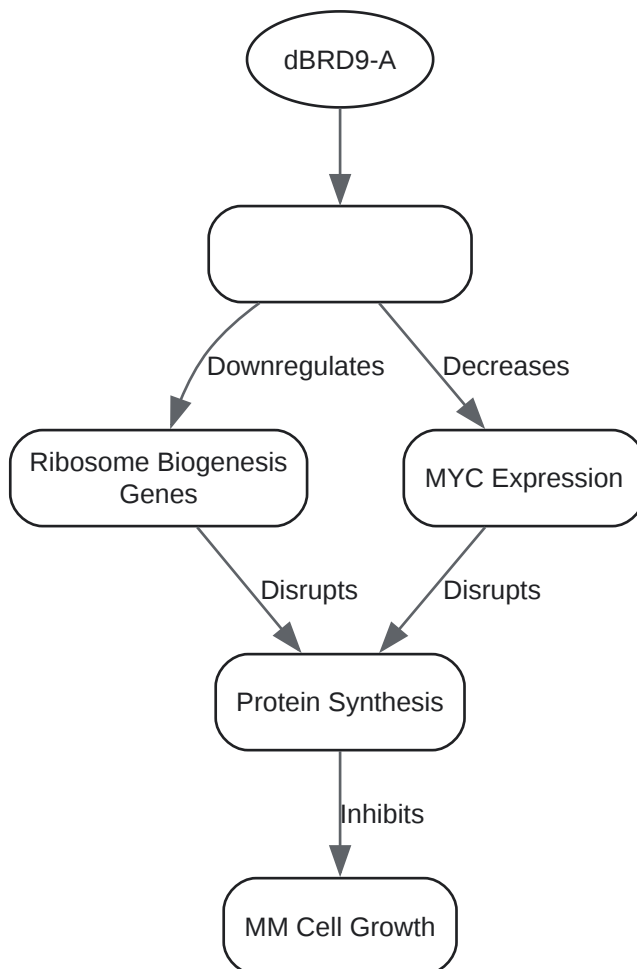 dBRD9-A
Downregulates
Decreases
Ribosome Biogenesis
Genes
MYC Expression
Disrupts
Disrupts
Protein Synthesis
Inhibits
MM Cell Growth